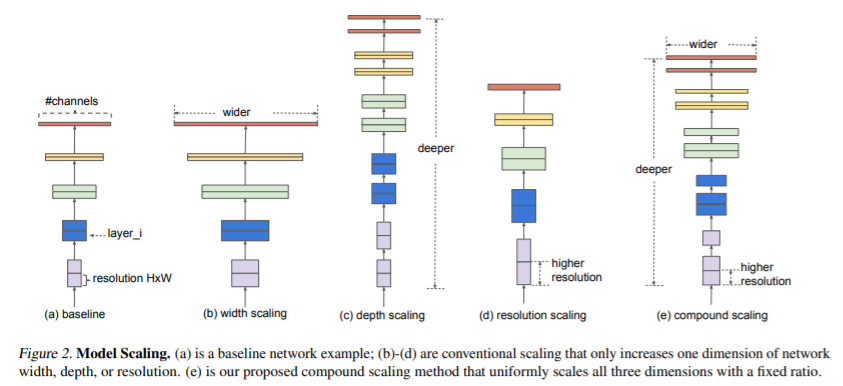 #channels
layer_i
resolution HxW
(a) baseline
wider
(b) width scaling
deeper
(c) depth scaling
higher
resolution
(d) resolution scaling
wider
deeper
higher
resolution
(e) compound scaling
Figure 2. Model Scaling. (a) is a baseline network example; (b)-(d) are conventional scaling that only increases one dimension of network
width, depth, or resolution. (e) is our proposed compound scaling method that uniformly scales all three dimensions with a fixed ratio.